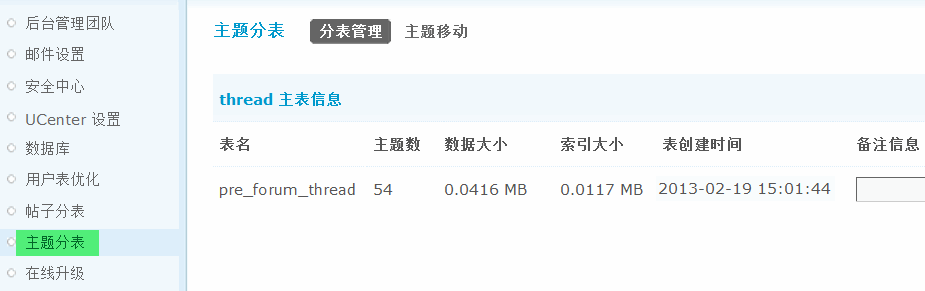 后台管理团队
邮件设置
安全中心
UCenter 设置
数据库
用户表优化
帖子分表
主题分表
在线升级
主题分表 分表管理 主题移动
thread 主表信息
表名 主题数 数据大小 索引大小 表创建时间 备注信息
pre_forum_thread 54 0.0416 MB 0.0117 MB 2013-02-19 15:01:44